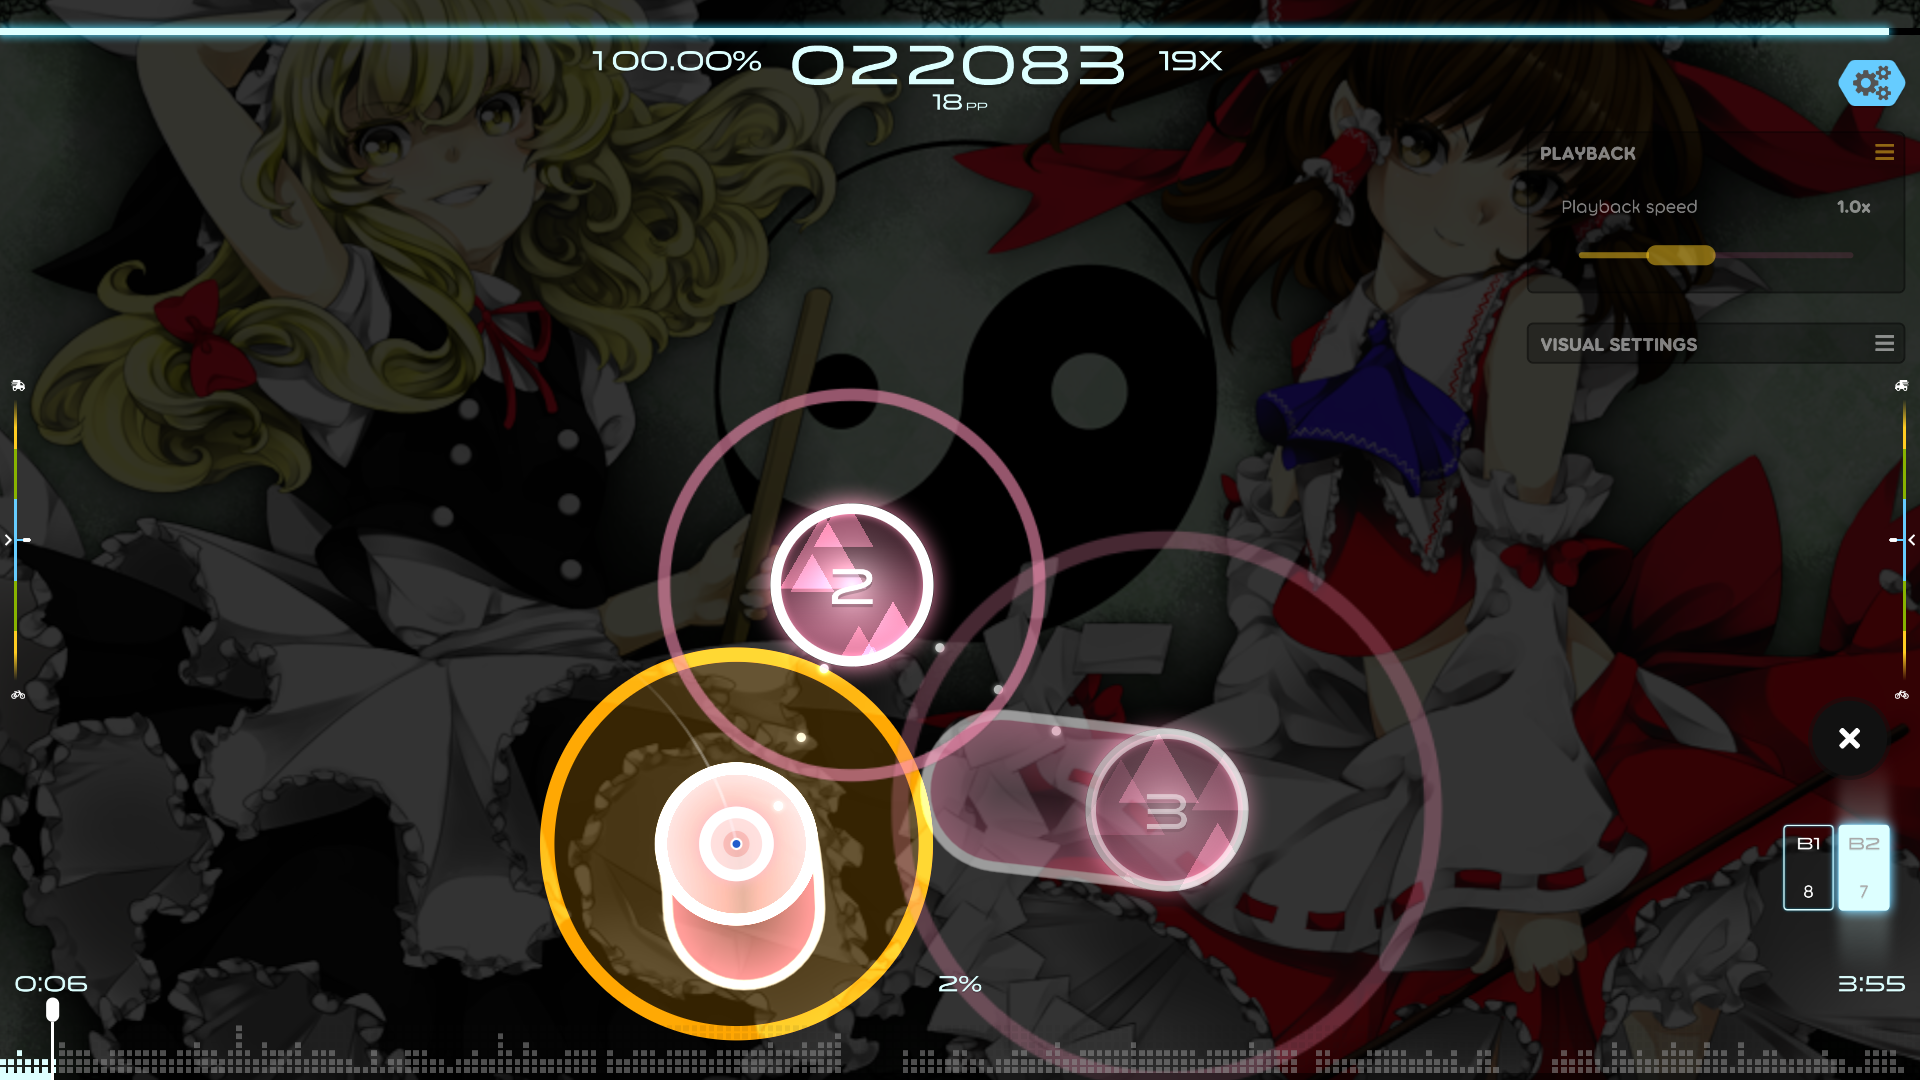 100.00% 022083 19X
18 PP
PLAYBACK
Playback speed 1.0x
VISUAL SETTINGS
2
3
B1 B2
8 7
0:06 2% 3:55